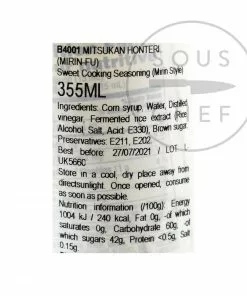 SOUS
CHEF
B4001 MITSUKAN HONTERI
(MIRIN-FU)
Sweet Cooking Seasoning (Mirin Style)
355ML
Ingredients: Corn syrup, Water, Distilled
vinegar, Fermented rice extract (Rice,
Alcohol, Salt, Acid: E330), Brown sugar.
Preservatives: E211, E202.
Best before: 27/07/2021 / LOT: L
UK566C
Store in a cool, dry place away from
directsunlight. Once opened, consume
as soon as possible.
Nutrition information (/100g): Energy
1004 kJ / 240 kcal, Fat 0g, -of which
saturates 0g, Carbohydrate 60g, -of
which sugars 42g, Protein <0.5g, Salt
0.15g.